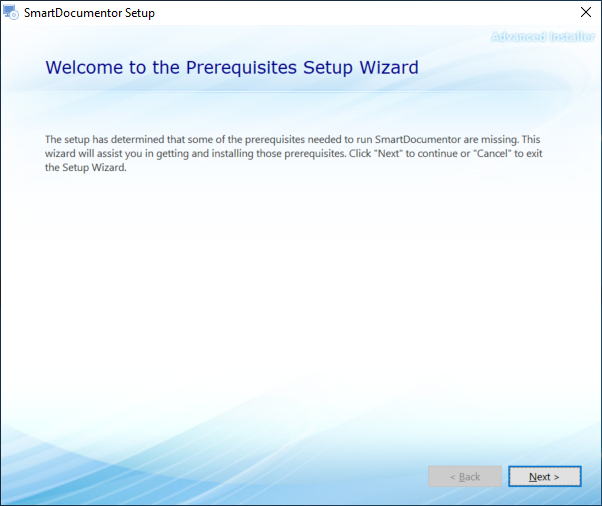 SmartDocumentor Setup
Advanced Installer
Welcome to the Prerequisites Setup Wizard
The setup has determined that some of the prerequisites needed to run SmartDocumentor are missing. This
wizard will assist you in getting and installing those prerequisites. Click "Next" to continue or "Cancel" to exit
the Setup Wizard.
< Back
Next >